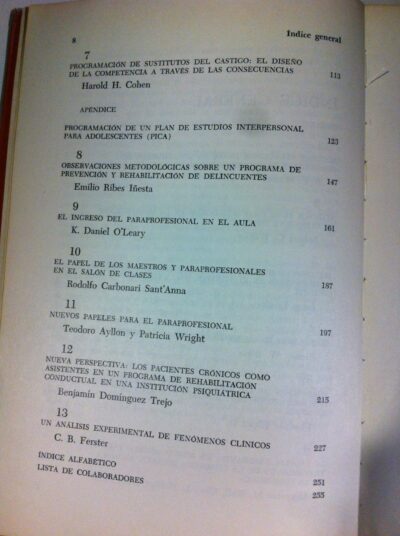 8 Indice general
7
PROGRAMACIÓN DE SUSTITUTOS DEL CASTIGO: EL DISEÑO
DE LA COMPETENCIA A TRAVÉS DE LAS CONSECUENCIAS 113
Harold H. Cohen
APÉNDICE
PROGRAMACIÓN DE UN PLAN DE ESTUDIOS INTERPERSONAL
PARA ADOLESCENTES (PICA) 123
8
OBSERVACIONES METODOLÓGICAS SOBRE UN PROGRAMA DE
PREVENCIÓN Y REHABILITACIÓN DE DELINCUENTES 147
Emilio Ribes Iñesta
9
EL INGRESO DEL PARAPROFESIONAL EN EL AULA 161
K. Daniel O'Leary
10
EL PAPEL DE LOS MAESTROS Y PARAPROFESIONALES
EN EL SALÓN DE CLASES 187
Rodolfo Carbonari Sant'Anna
11
NUEVOS PAPELES PARA EL PARAPROFESIONAL 197
Teodoro Ayllon y Patricia Wright
12
NUEVA PERSPECTIVA: LOS PACIENTES CRÓNICOS COMO
ASISTENTES EN UN PROGRAMA DE REHABILITACIÓN
CONDUCTUAL EN UNA INSTITUCIÓN PSIQUIÁTRICA 215
Benjamín Domínguez Trejo
13
UN ANÁLISIS EXPERIMENTAL DE FENÓMENOS CLÍNICOS 227
C. B. Ferster
ÍNDICE ALFABÉTICO 251
LISTA DE COLABORADORES 255